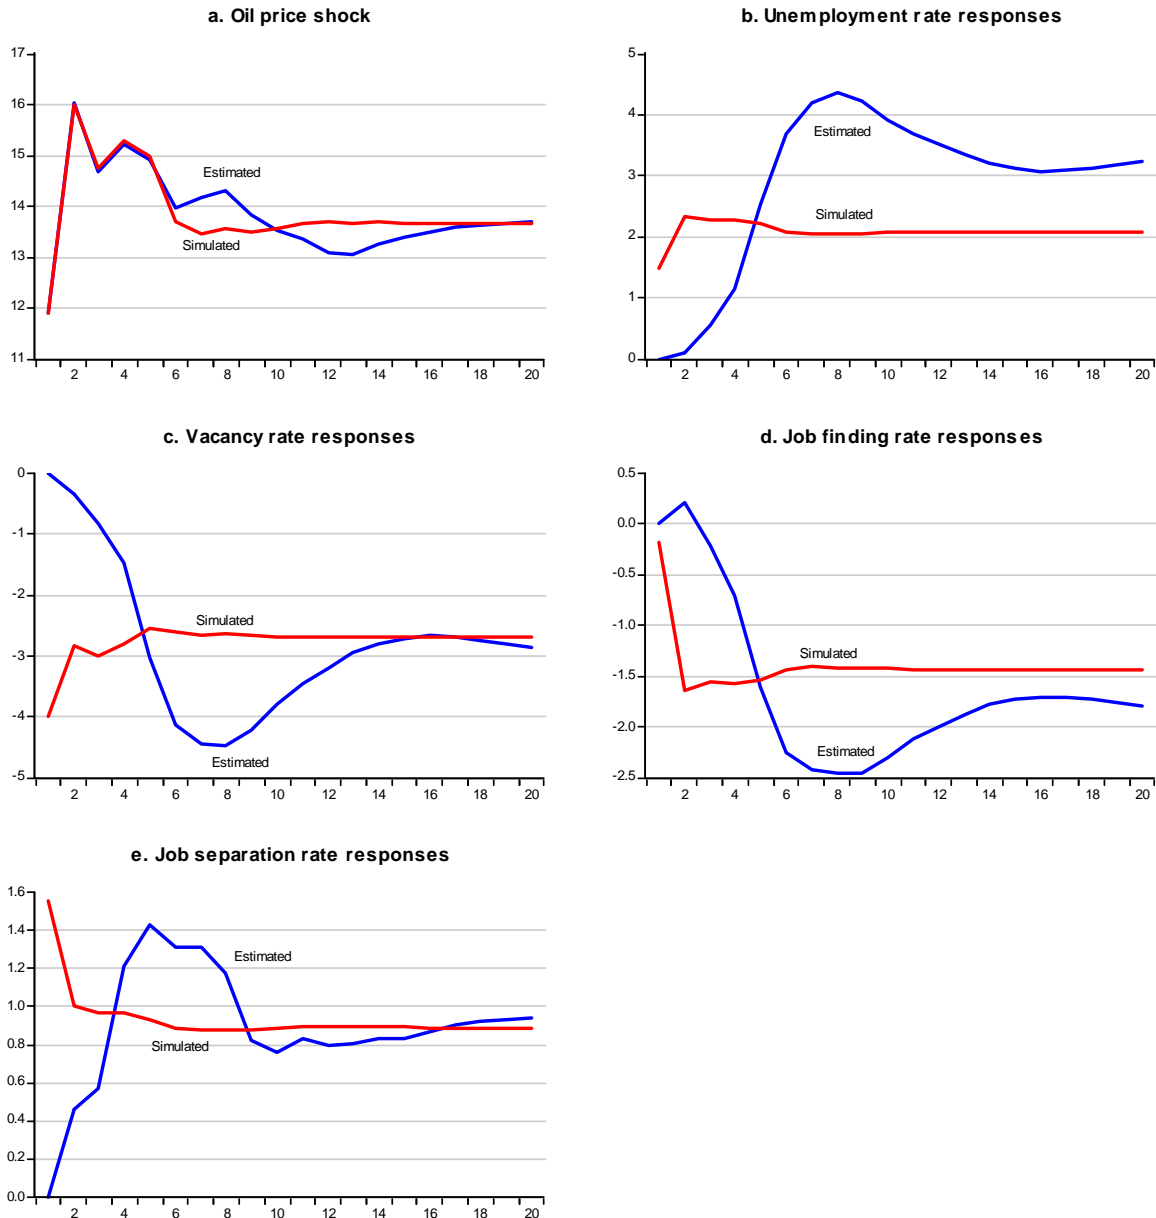 a. Oil price shock
17
16
15
14
13
12
11
Estimated
Simulated
2 4 6 8 10 12 14 16 18 20
b. Unemployment rate responses
5
4
3
2
1
0
Estimated
Simulated
2 4 6 8 10 12 14 16 18 20
c. Vacancy rate responses
0
-1
-2
-3
-4
-5
Simulated
Estimated
2 4 6 8 10 12 14 16 18 20
d. Job finding rate responses
0.5
0.0
-0.5
-1.0
-1.5
-2.0
-2.5
Simulated
Estimated
2 4 6 8 10 12 14 16 18 20
e. Job separation rate responses
1.6
1.4
1.2
1.0
0.8
0.6
0.4
0.2
0.0
Estimated
Simulated
2 4 6 8 10 12 14 16 18 20